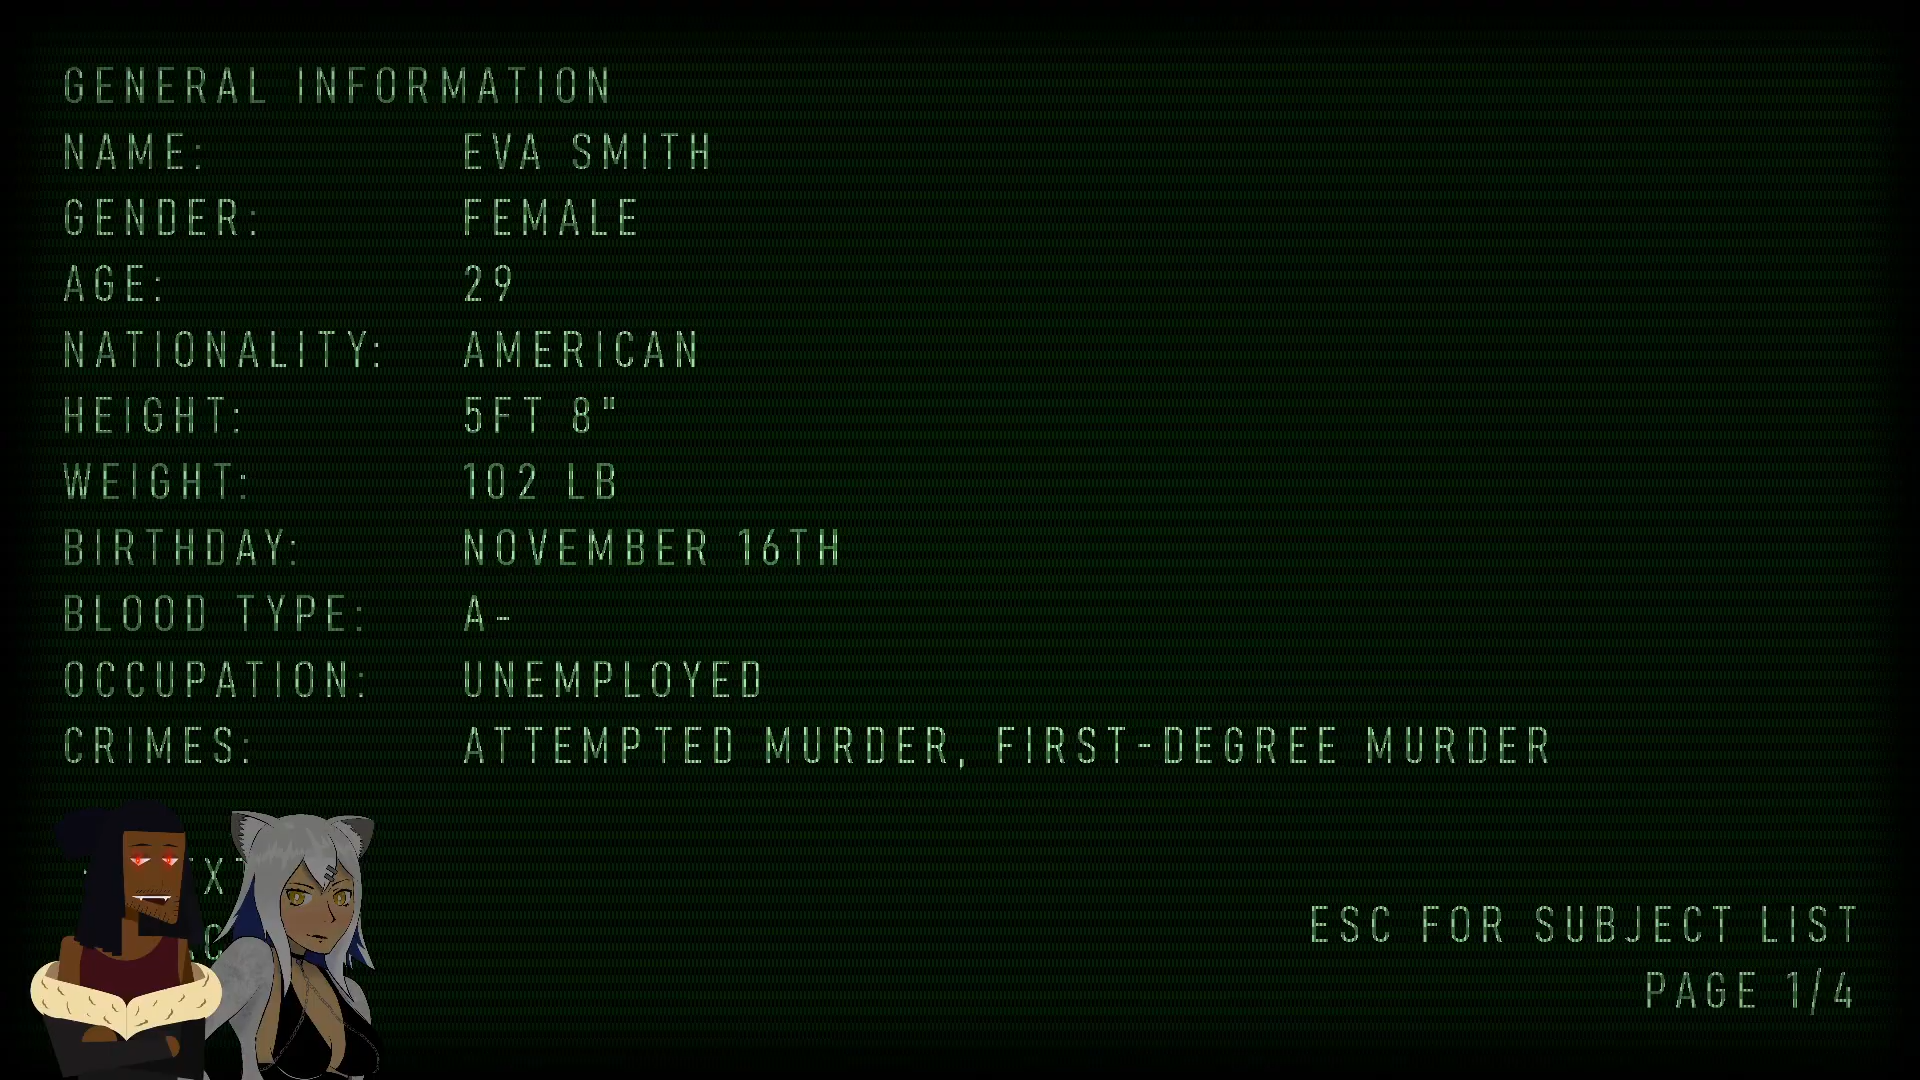 GENERAL INFORMATION
NAME: EVA SMITH
GENDER: FEMALE
AGE: 29
NATIONALITY: AMERICAN
HEIGHT: 5FT 8"
WEIGHT: 102 LB
BIRTHDAY: NOVEMBER 16TH
BLOOD TYPE: A-
OCCUPATION: UNEMPLOYED
CRIMES: ATTEMPTED MURDER, FIRST-DEGREE MURDER
ESC FOR SUBJECT LIST
PAGE 1/4